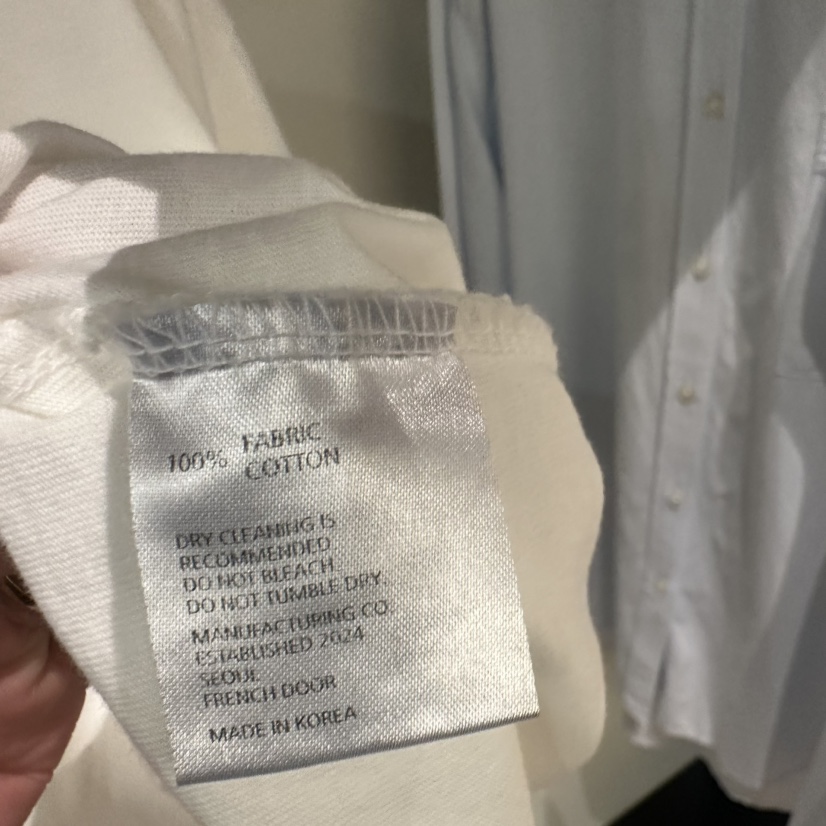 FABRIC
100% COTTON
DRY CLEANING IS
RECOMMENDED
DO NOT BLEACH
DO NOT TUMBLE DRY
MANUFACTURING CO.
ESTABLISHED 2024
SEOUL
FRENCH DOOR
MADE IN KOREA